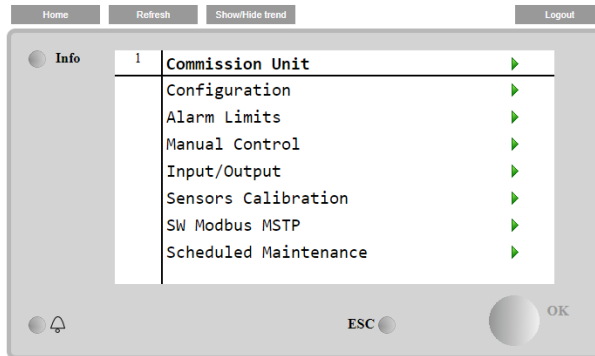 Home Refresh Show/Hide trend Logout
Info
1 Commission Unit
Configuration
Alarm Limits
Manual Control
Input/Output
Sensors Calibration
SW Modbus MSTP
Scheduled Maintenance
ESC OK